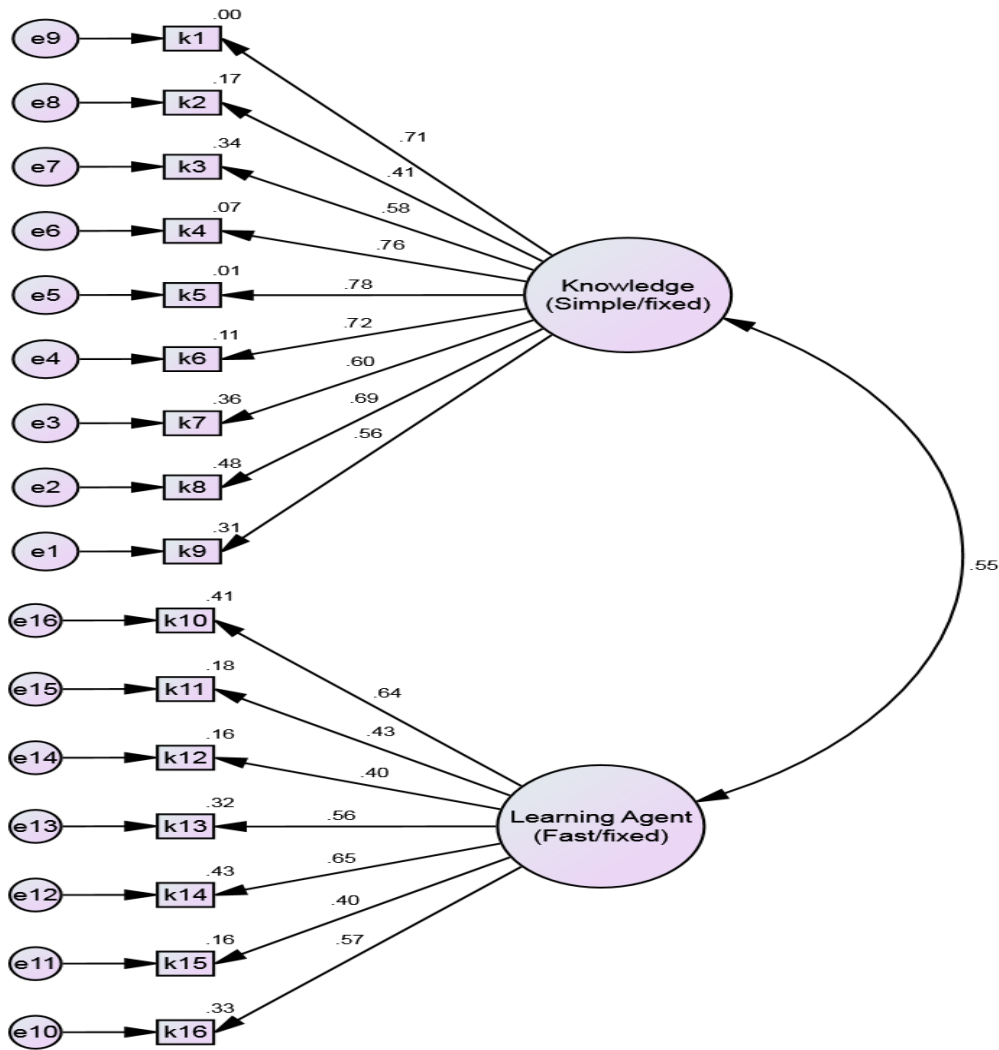 .00
e9 k1
.71
.17
e8 k2
.41
.34
e7 k3
.58
.07
e6 k4
.76
.01
e5 k5
.78
Knowledge
(Simple/fixed)
.11
e4 k6
.72
.36
e3 k7
.60
.48
e2 k8
.69
.31
e1 k9
.56
.55
.41
e16 k10
.64
.18
e15 k11
.43
.16
e14 k12
.40
.32
e13 k13
.56
Learning Agent
(Fast/fixed)
.43
e12 k14
.65
.16
e11 k15
.40
.33
e10 k16
.57